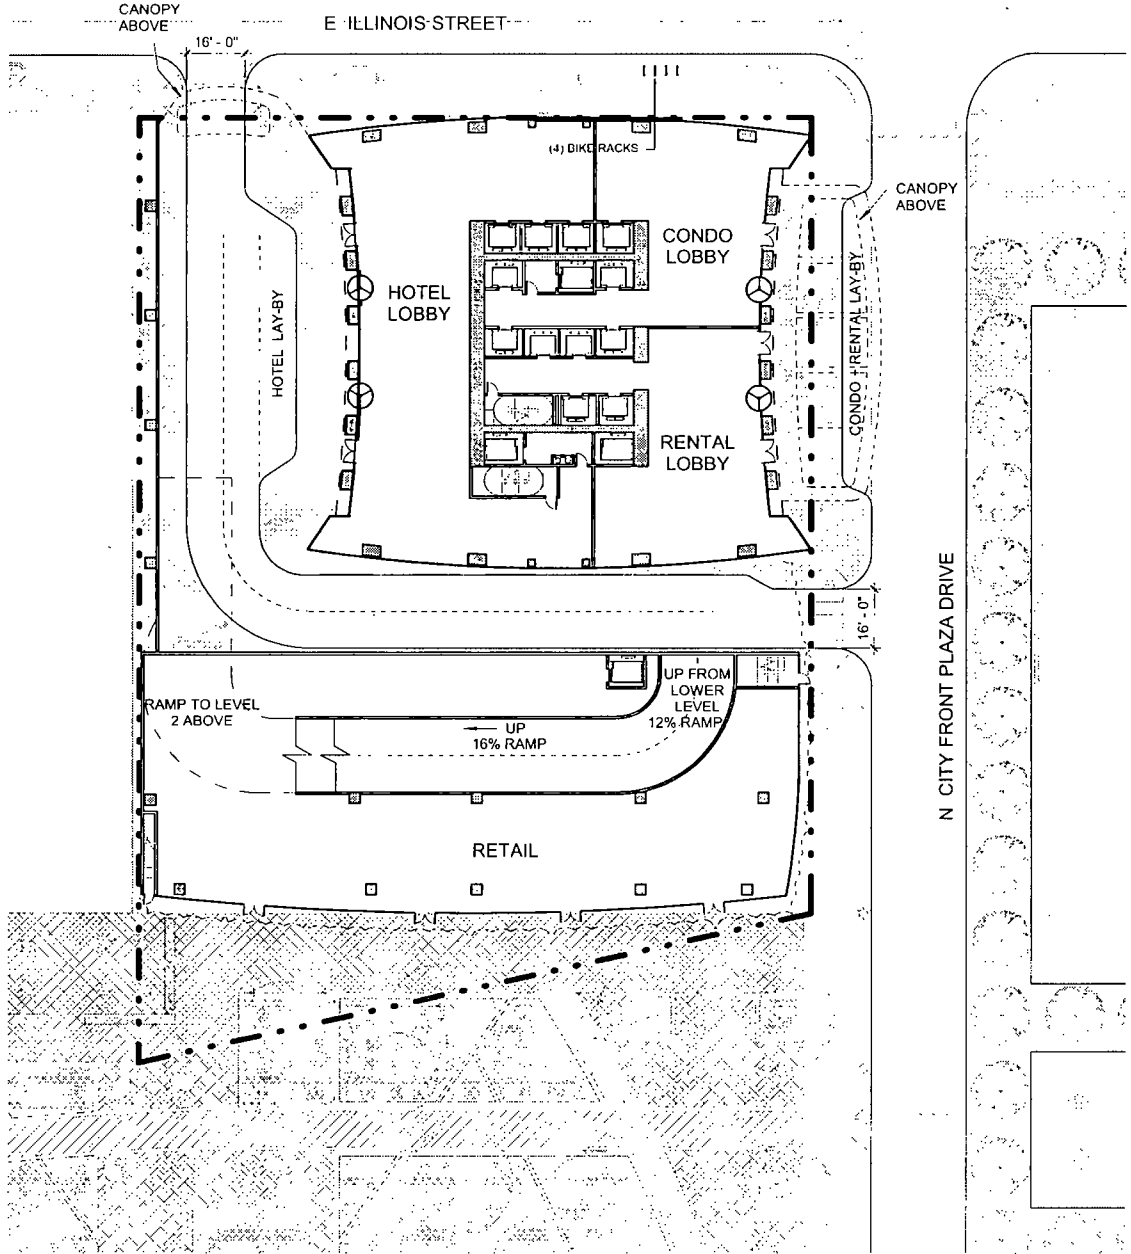 CANOPY
ABOVE
E ILLINOIS STREET
16' - 0"
(4) BIKE RACKS
CANOPY
ABOVE
CONDO
LOBBY
HOTEL
LOBBY
HOTEL LAY-BY
CONDO + RENTAL LAY-BY
RENTAL
LOBBY
16' - 0"
N CITY FRONT PLAZA DRIVE
RAMP TO LEVEL
2 ABOVE
UP FROM
LOWER
LEVEL
12% RAMP
UP
16% RAMP
RETAIL